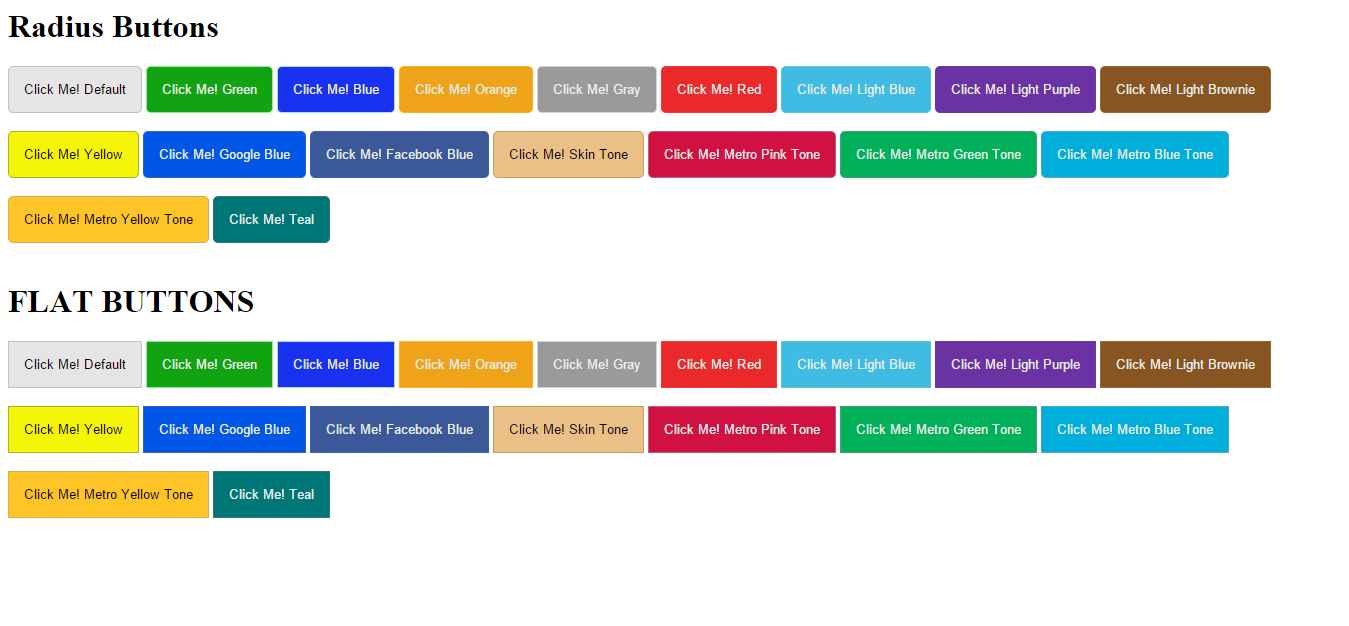 Radius Buttons
Click Me! Default Click Me! Green Click Me! Blue Click Me! Orange Click Me! Gray Click Me! Red Click Me! Light Blue Click Me! Light Purple Click Me! Light Brownie
Click Me! Yellow Click Me! Google Blue Click Me! Facebook Blue Click Me! Skin Tone Click Me! Metro Pink Tone Click Me! Metro Green Tone Click Me! Metro Blue Tone
Click Me! Metro Yellow Tone Click Me! Teal
FLAT BUTTONS
Click Me! Default Click Me! Green Click Me! Blue Click Me! Orange Click Me! Gray Click Me! Red Click Me! Light Blue Click Me! Light Purple Click Me! Light Brownie
Click Me! Yellow Click Me! Google Blue Click Me! Facebook Blue Click Me! Skin Tone Click Me! Metro Pink Tone Click Me! Metro Green Tone Click Me! Metro Blue Tone
Click Me! Metro Yellow Tone Click Me! Teal